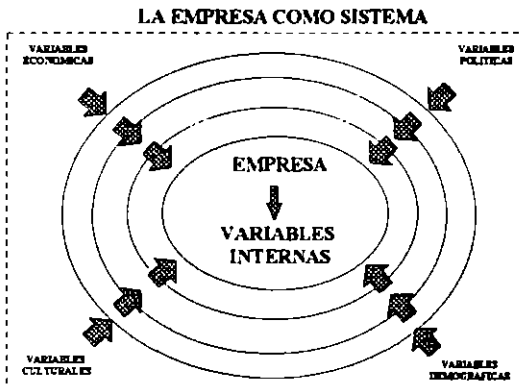 LA EMPRESA COMO SISTEMA
VARIABLES
ECONOMICAS
VARIABLES
POLITICAS
EMPRESA
VARIABLES
INTERNAS
VARIABLES
CULTURALES
VARIABLES
DEMOGRAFICAS